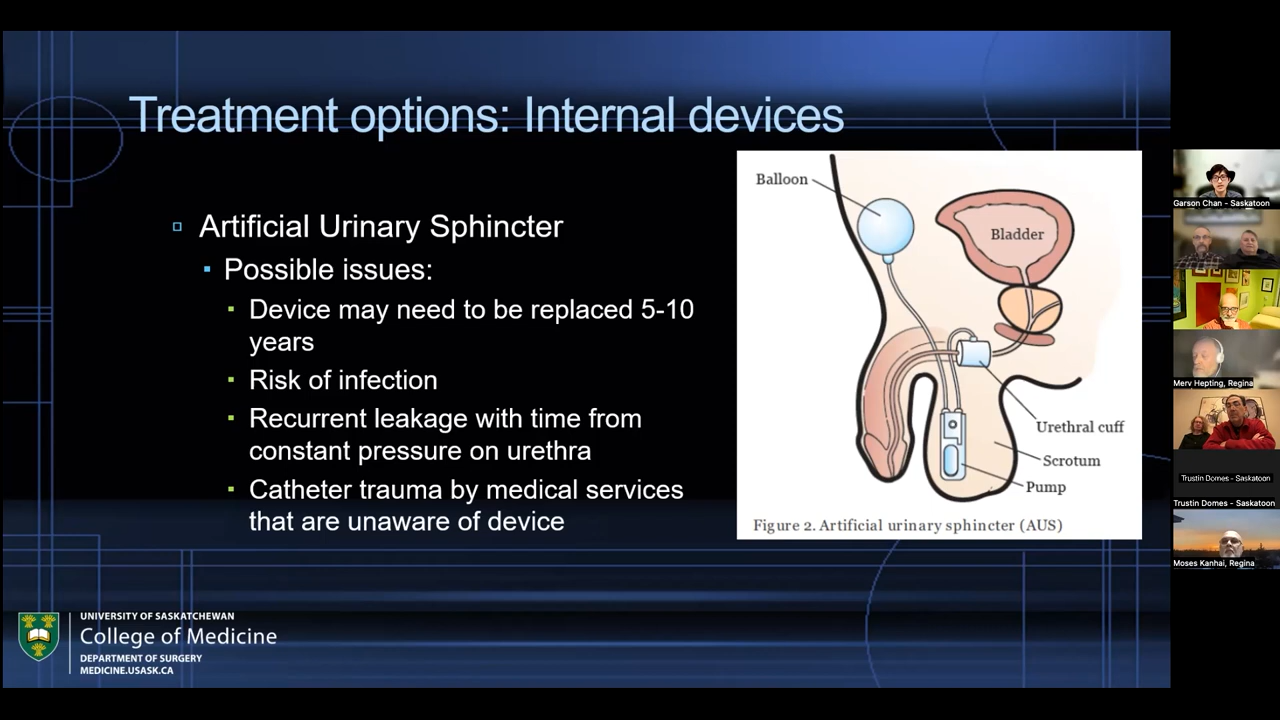 Treatment options: Internal devices
▫ Artificial Urinary Sphincter
▪ Possible issues:
▪ Device may need to be replaced 5-10
years
▪ Risk of infection
▪ Recurrent leakage with time from
constant pressure on urethra
▪ Catheter trauma by medical services
that are unaware of device
Balloon
Bladder
Urethral cuff
Scrotum
Pump
Figure 2. Artificial urinary sphincter (AUS)
UNIVERSITY OF SASKATCHEWAN
College of Medicine
DEPARTMENT OF SURGERY
MEDICINE.USASK.CA
Garson Chan - Saskatoon
Merv Hepting, Regina
Trustin Domes - Saskatoon
Trustin Domes - Saskatoon
Moses Kanhai, Regina